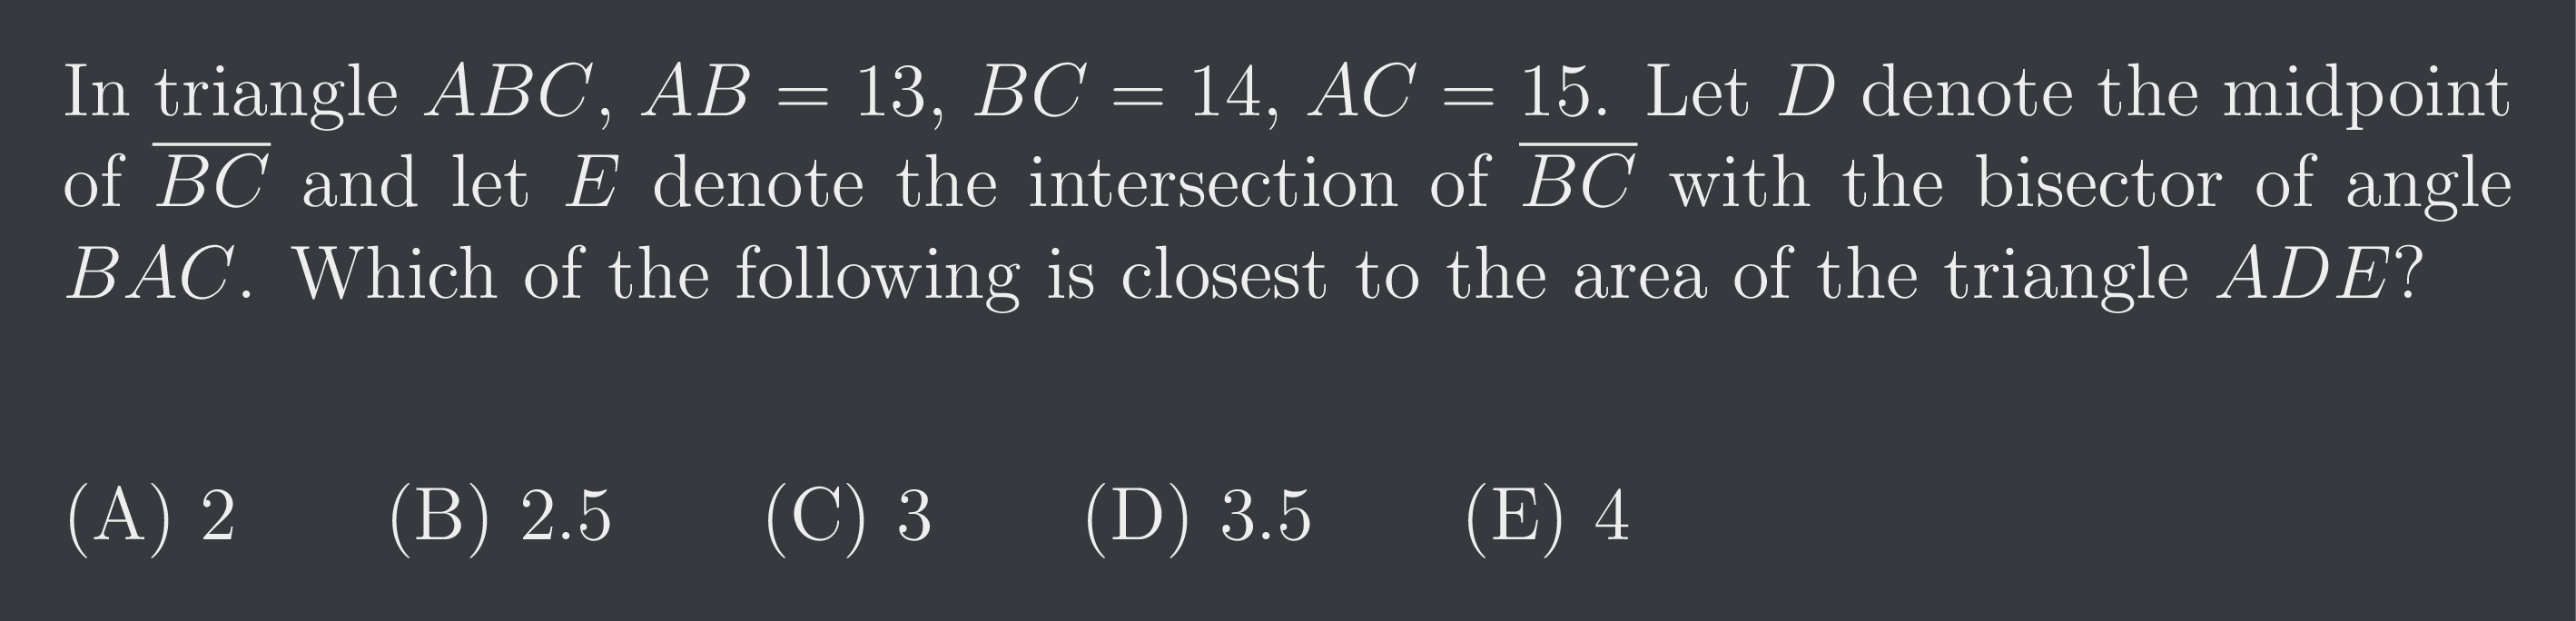 In triangle ABC, AB = 13, BC = 14, AC = 15. Let D denote the midpoint
of \overline{BC} and let E denote the intersection of \overline{BC} with the bisector of angle
BAC. Which of the following is closest to the area of the triangle ADE?
(A) 2 (B) 2.5 (C) 3 (D) 3.5 (E) 4